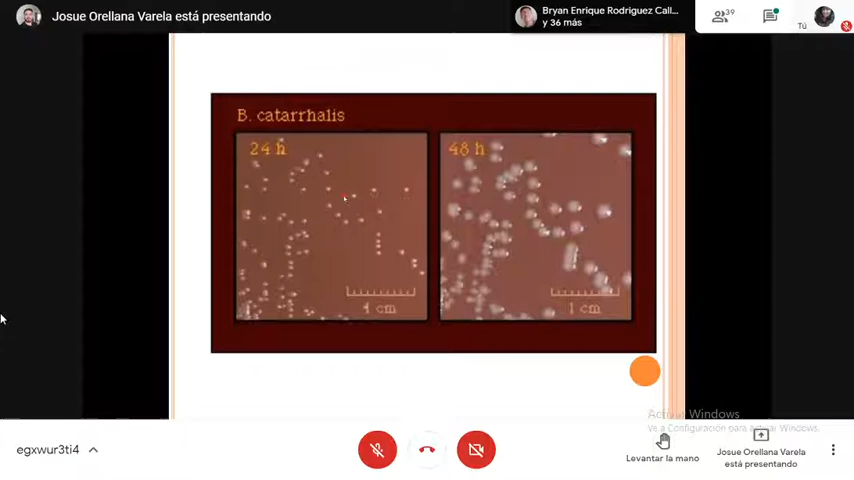 Josue Orellana Varela está presentando
Bryan Enrique Rodriguez Call...
y 36 más
39
Tú
B. catarrhalis
24 h
48 h
1 cm
1 cm
Activar Windows
Ve a Configuración para activar Windows.
egxwur3ti4
Levantar la mano
Josue Orellana Varela
está presentando